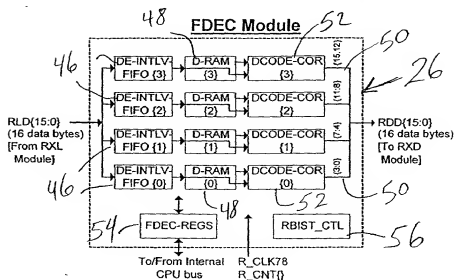 48
FDEC Module
52
DE-INTLV-
FIFO {3}
D-RAM
{3}
DCODE-COR
{3}
{15,12}
50
46
26
DE-INTLV-
FIFO {2}
D-RAM
{2}
DCODE-COR
{2}
{11:8}
RLD{15:0}
(16 data bytes)
[From RXL
Module]
RDD{15:0}
(16 data bytes)
[To RXD
Module]
DE-INTLV-
FIFO {1}
D-RAM
{1}
DCODE-COR
{1}
{7:4}
46
DE-INTLV-
FIFO {0}
D-RAM
{0}
DCODE-COR
{0}
{3:0}
50
48
52
54
FDEC-REGS
RBIST_CTL
56
To/From Internal
CPU bus
R_CLK78
R_CNT{}